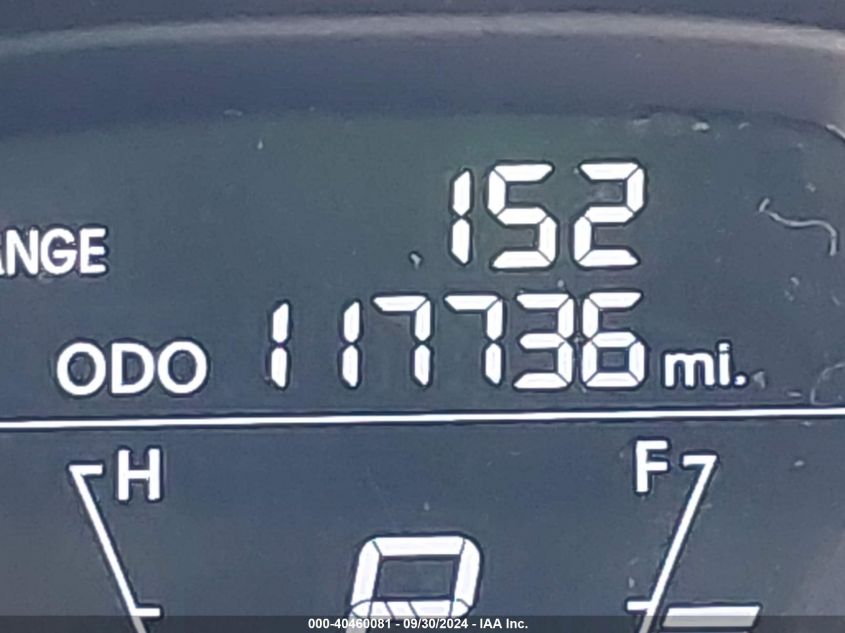 ANGE 152
ODO 117736 mi.
H F
P
000-40460081 - 09/30/2024 - IAA Inc.